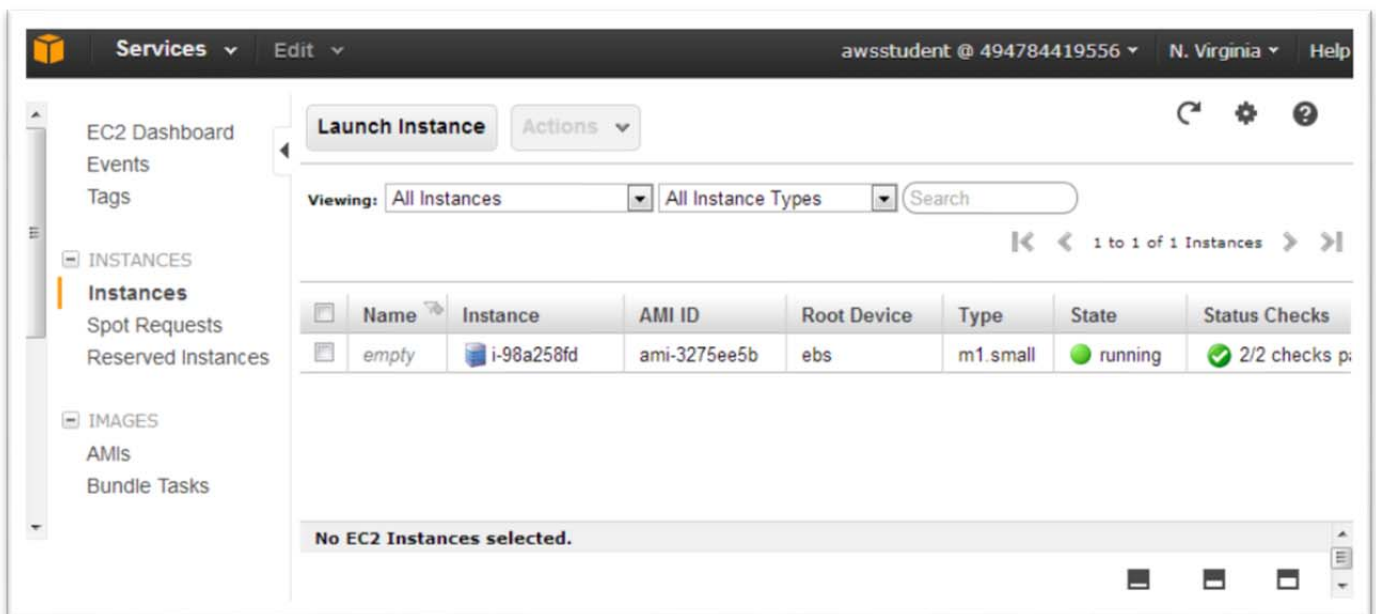 Services Edit awsstudent @ 494784419556 N. Virginia Help
EC2 Dashboard
Events
Tags
INSTANCES
Instances
Spot Requests
Reserved Instances
IMAGES
AMIs
Bundle Tasks
Launch Instance Actions
Viewing: All Instances All Instance Types Search
1 to 1 of 1 Instances
Name Instance AMI ID Root Device Type State Status Checks
empty i-98a258fd ami-3275ee5b ebs m1.small running 2/2 checks
No EC2 Instances selected.